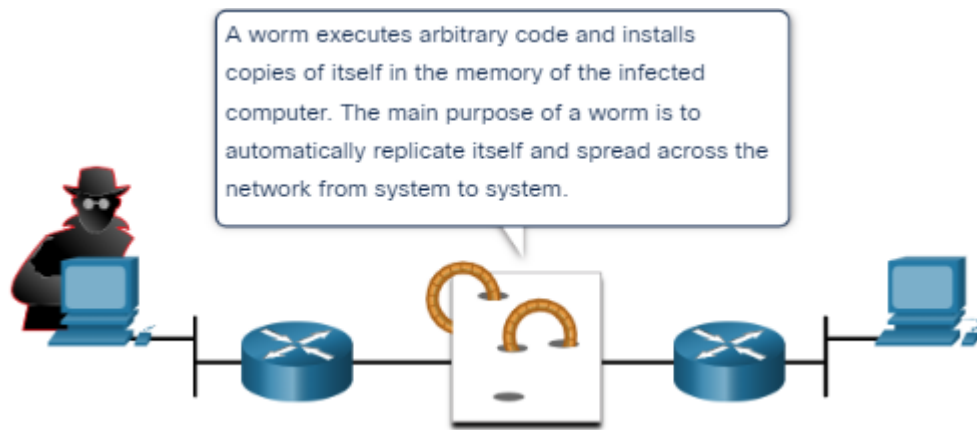 A worm executes arbitrary code and installs
copies of itself in the memory of the infected
computer. The main purpose of a worm is to
automatically replicate itself and spread across the
network from system to system.